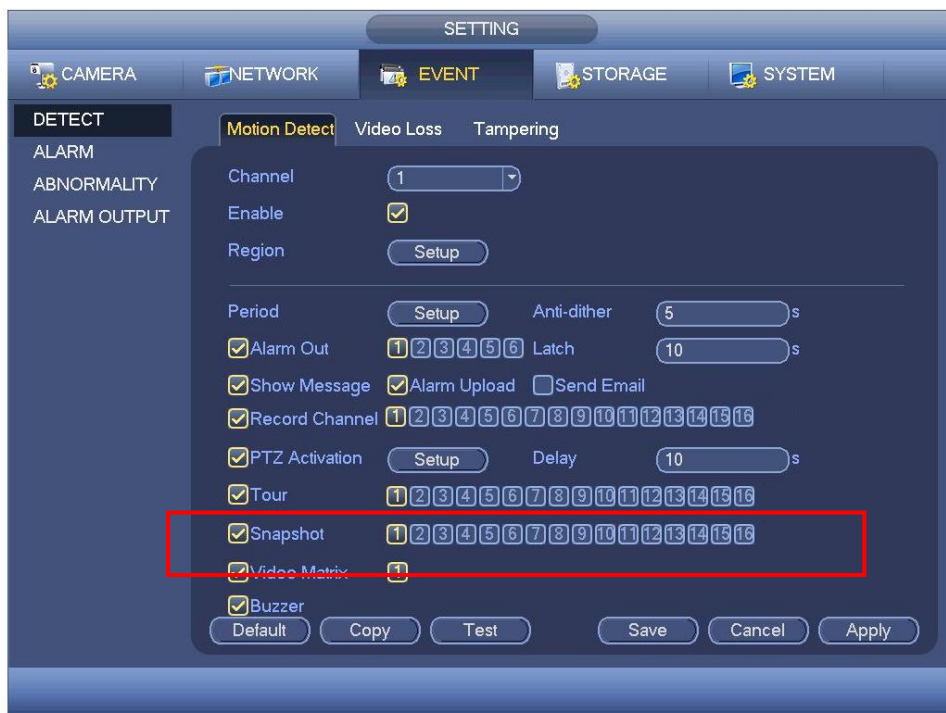 SETTING
CAMERA NETWORK EVENT STORAGE SYSTEM
DETECT
ALARM
ABNORMALITY
ALARM OUTPUT
Motion Detect Video Loss Tampering
Channel 1
Enable
Region Setup
Period Setup Anti-dither 5 s
Alarm Out 1 2 3 4 5 6 Latch 10 s
Show Message Alarm Upload Send Email
Record Channel 1 2 3 4 5 6 7 8 9 10 11 12 13 14 15 16
PTZ Activation Setup Delay 10 s
Tour 1 2 3 4 5 6 7 8 9 10 11 12 13 14 15 16
Snapshot 1 2 3 4 5 6 7 8 9 10 11 12 13 14 15 16
Video Matrix 1
Buzzer
Default Copy Test Save Cancel Apply